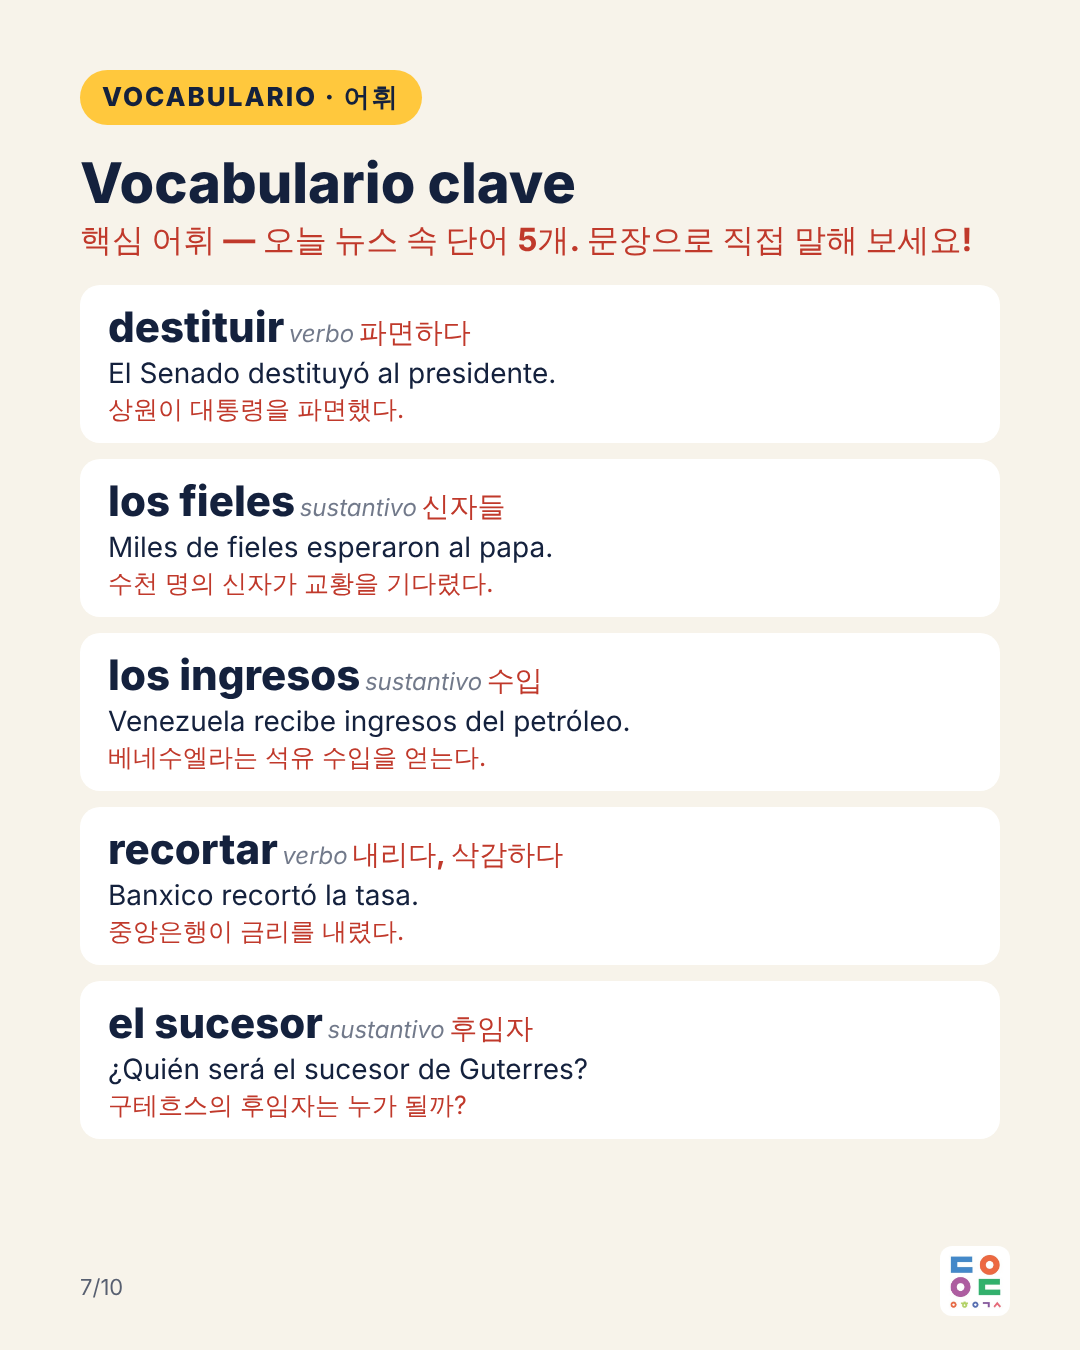 VOCABULARIO · 어휘
Vocabulario clave
핵심 어휘 — 오늘 뉴스 속 단어 5개. 문장으로 직접 말해 보세요!
destituir verbo 파면하다
El Senado destituyó al presidente.
상원이 대통령을 파면했다.
los fieles sustantivo 신자들
Miles de fieles esperaron al papa.
수천 명의 신자가 교황을 기다렸다.
los ingresos sustantivo 수입
Venezuela recibe ingresos del petróleo.
베네수엘라는 석유 수입을 얻는다.
recortar verbo 내리다, 삭감하다
Banxico recortó la tasa.
중앙은행이 금리를 내렸다.
el sucesor sustantivo 후임자
¿Quién será el sucesor de Guterres?
구테흐스의 후임자는 누가 될까?
7/10